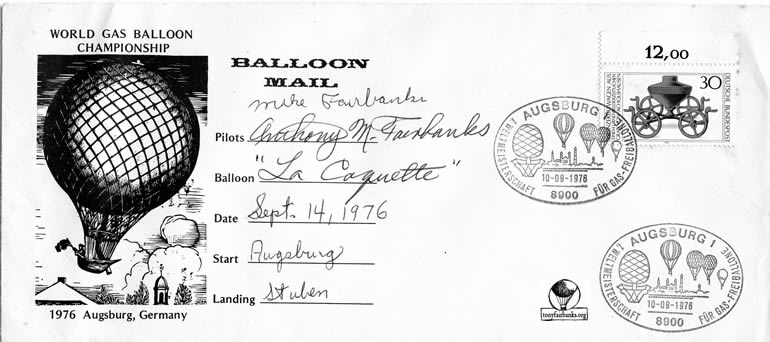 WORLD GAS BALLOON
CHAMPIONSHIP
1976 Augsburg, Germany
BALLOON
MAIL
Mike Fairbanks
Pilots Anthony M. Fairbanks
Balloon "La Coquette"
Date Sept. 14, 1976
Start Augsburg
Landing Stuben
12,00
30
DEUTSCHE BUNDESPOST
AUGSBURG 1
1. WELTMEISTERSCHAFT
FÜR GAS-FREIBALLONE
10-09-1976
8900
AUGSBURG 1
1. WELTMEISTERSCHAFT
FÜR GAS-FREIBALLONE
10-09-1976
8900
tonyfairbanks.org